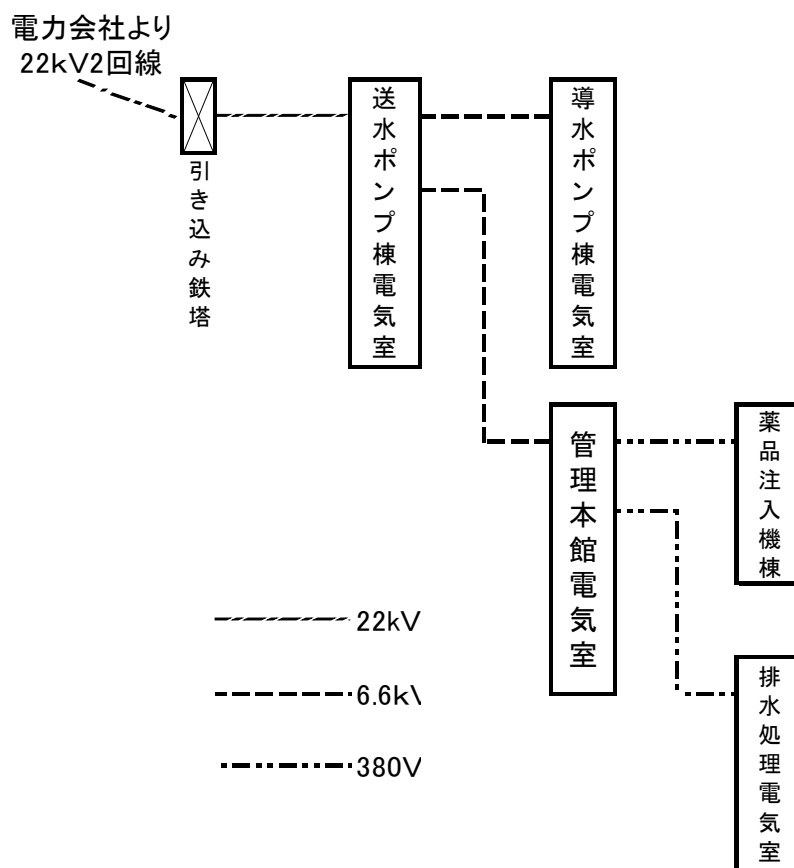 電力会社より
22kV2回線
引き込み鉄塔
送水ポンプ棟電気室
導水ポンプ棟電気室
管理本館電気室
薬品注入機棟
排水処理電気室
22kV
6.6k\
380V